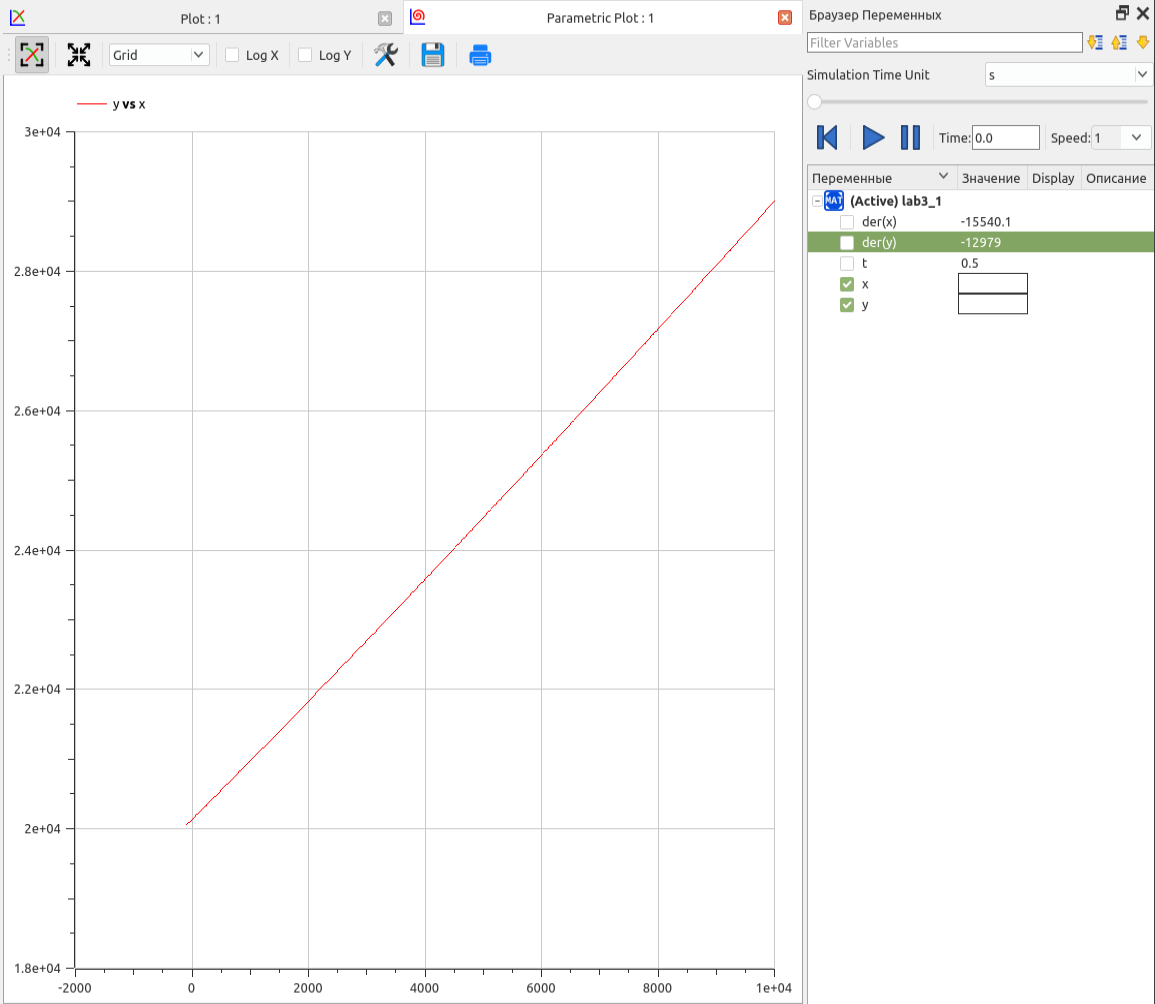 Plot : 1
Parametric Plot : 1
Grid
Log X
Log Y
y vs x
3e+04
2.8e+04
2.6e+04
2.4e+04
2.2e+04
2e+04
1.8e+04
-2000 0 2000 4000 6000 8000 1e+04
Браузер Переменных
Filter Variables
Simulation Time Unit s
Time: 0.0 Speed: 1
Переменные Значение Display Описание
MAT (Active) lab3_1
der(x) -15540.1
der(y) -12979
t 0.5
x
y